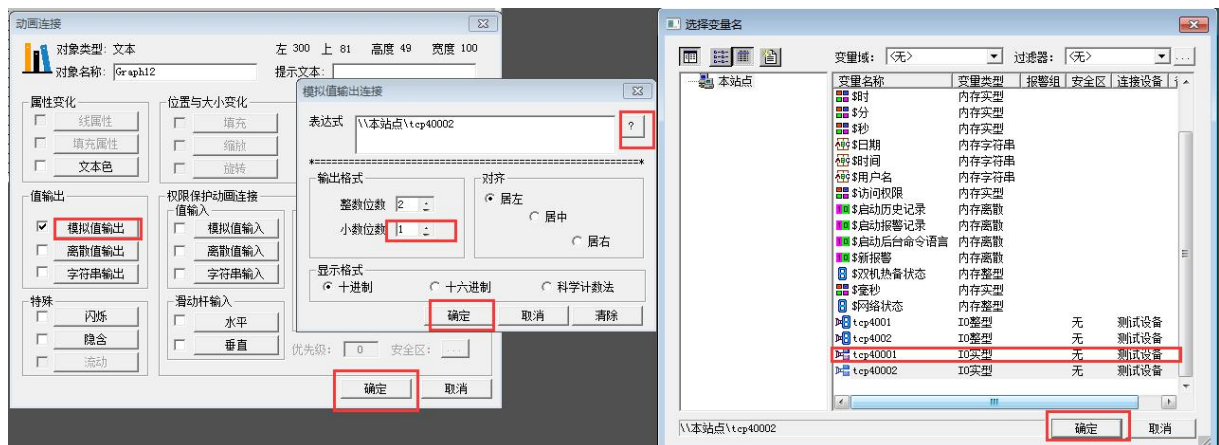 动画连接
对象类型: 文本 左 300 上 81 高度 49 宽度 100
对象名称: Graph12 提示文本:
属性变化
线属性
填充属性
文本色
位置与大小变化
填充
缩放
旋转
值输出
模拟值输出
离散值输出
字符串输出
权限保护动画连接
值输入
模拟值输入
离散值输入
字符串输入
特殊
闪烁
隐含
流动
滑动杆输入
水平
垂直
优先级: 0 安全区: ...
确定 取消
模拟值输出连接
表达式 \\本站点\tcp40002 ?
输出格式
整数位数 2
小数位数 1
对齐
居左
居中
居右
显示格式
十进制 十六进制 科学计数法
确定 取消 清除
选择变量名
变量域: <无> 过滤器: <无> ...
本站点
变量名称 变量类型 报警组 安全区 连接设备
$时 内存实型
$分 内存实型
$秒 内存实型
$日期 内存字符串
$时间 内存字符串
$用户名 内存字符串
$访问权限 内存实型
$启动历史记录 内存离散
$启动报警记录 内存离散
$启动后台命令语言 内存离散
$新报警 内存离散
$双机热备状态 内存整型
$毫秒 内存实型
$网络状态 内存整型
tcp4001 IO整型 无 测试设备
tcp4002 IO整型 无 测试设备
tcp40001 IO实型 无 测试设备
tcp40002 IO实型 无 测试设备
\\本站点\tcp40002 确定 取消